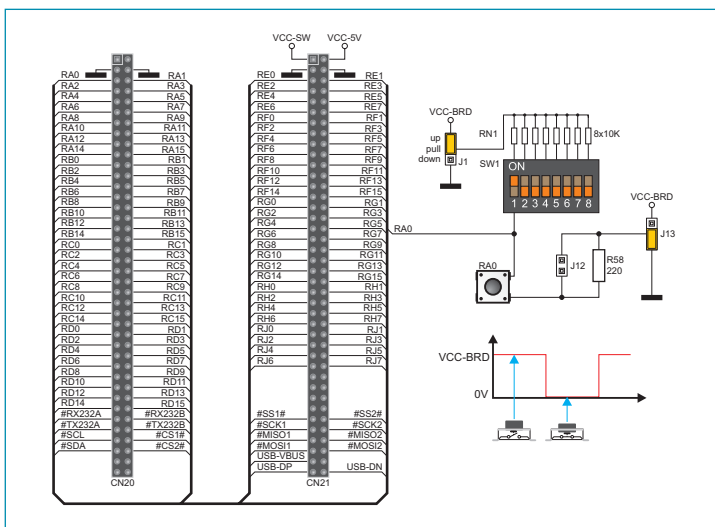 VCC-SW VCC-5V
RA0 RA1
RA2 RA3
RA4 RA5
RA6 RA7
RA8 RA9
RA10 RA11
RA12 RA13
RA14 RA15
RB0 RB1
RB2 RB3
RB4 RB5
RB6 RB7
RB8 RB9
RB10 RB11
RB12 RB13
RB14 RB15
RC0 RC1
RC2 RC3
RC4 RC5
RC6 RC7
RC8 RC9
RC10 RC11
RC12 RC13
RC14 RC15
RD0 RD1
RD2 RD3
RD4 RD5
RD6 RD7
RD8 RD9
RD10 RD11
RD12 RD13
RD14 RD15
#RX232A #RX232B
#TX232A #TX232B
#SCL #CS1#
#SDA #CS2#
CN20
RE0 RE1
RE2 RE3
RE4 RE5
RE6 RE7
RF0 RF1
RF2 RF3
RF4 RF5
RF6 RF7
RF8 RF9
RF10 RF11
RF12 RF13
RF14 RF15
RG0 RG1
RG2 RG3
RG4 RG5
RG6 RG7
RG8 RG9
RG10 RG11
RG12 RG13
RG14 RG15
RH0 RH1
RH2 RH3
RH4 RH5
RH6 RH7
RJ0 RJ1
RJ2 RJ3
RJ4 RJ5
RJ6 RJ7
#SS1# #SS2#
#SCK1 #SCK2
#MISO1 #MISO2
#MOSI1 #MOSI2
USB-VBUS
USB-DP USB-DN
CN21
VCC-BRD
up
pull
down
J1
RN1 8x10K
SW1
ON
1 2 3 4 5 6 7 8
RA0
VCC-BRD
J13
RA0
J12
R58
220
VCC-BRD
0V